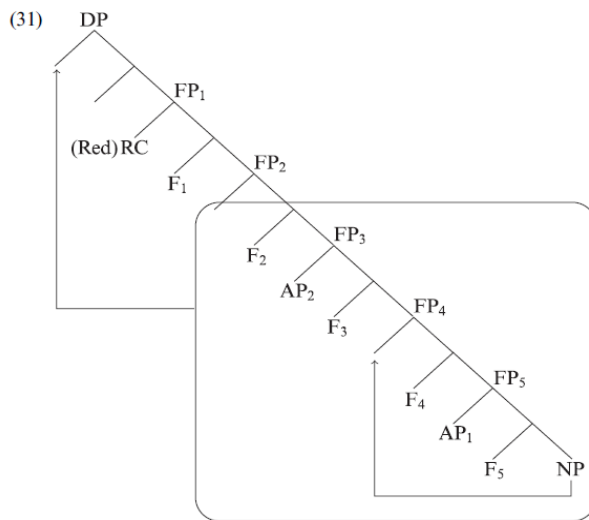 (31) DP
FP₁
(Red) RC
F₁
FP₂
F₂
FP₃
AP₂
F₃
FP₄
F₄
FP₅
AP₁
F₅
NP